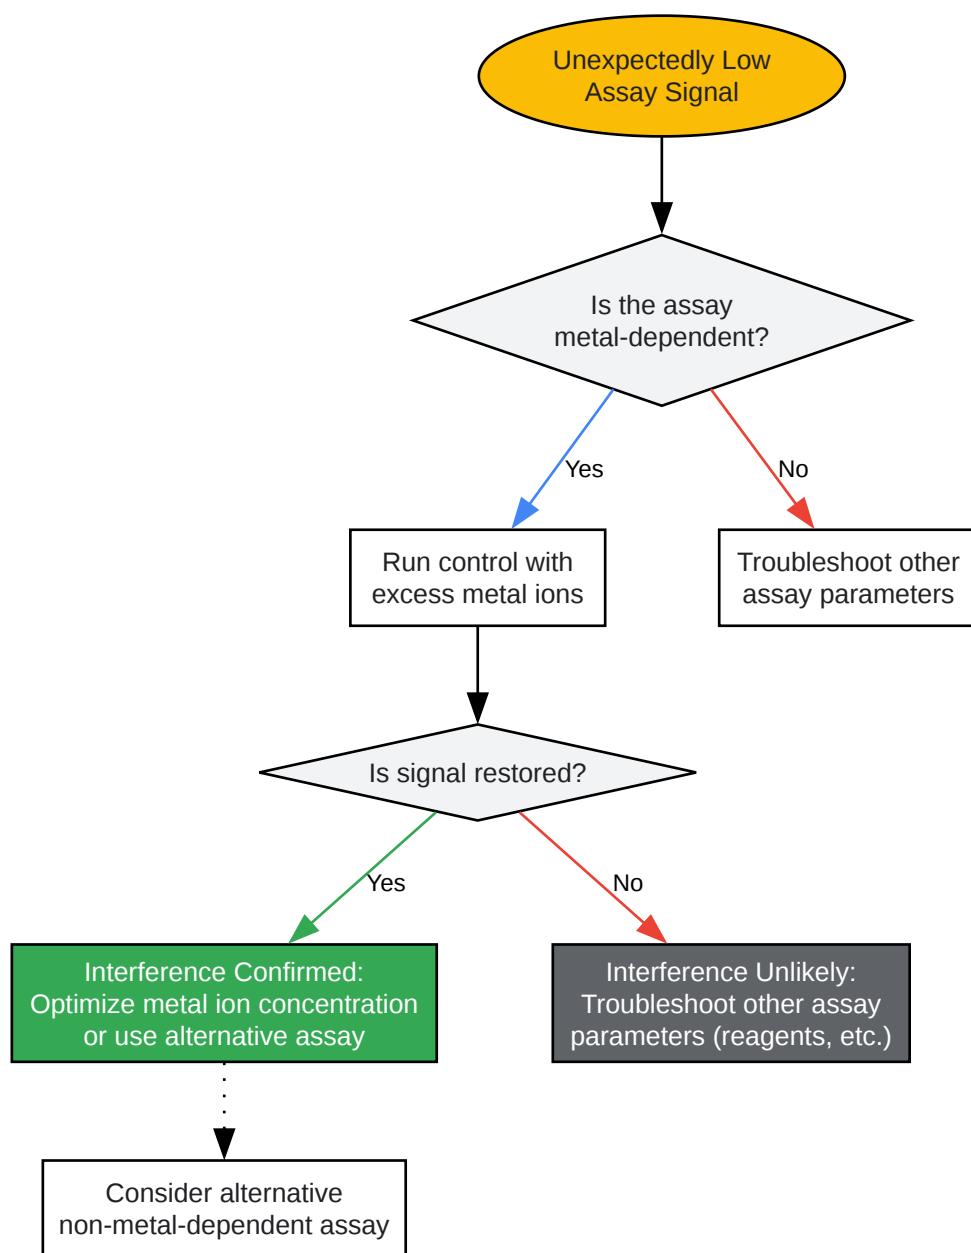 Unexpectedly Low
Assay Signal
Is the assay
metal-dependent?
Yes
No
Run control with
excess metal ions
Troubleshoot other
assay parameters
Is signal restored?
Yes
No
Interference Confirmed:
Optimize metal ion concentration
or use alternative assay
Interference Unlikely:
Troubleshoot other assay
parameters (reagents, etc.)
Consider alternative
non-metal-dependent assay